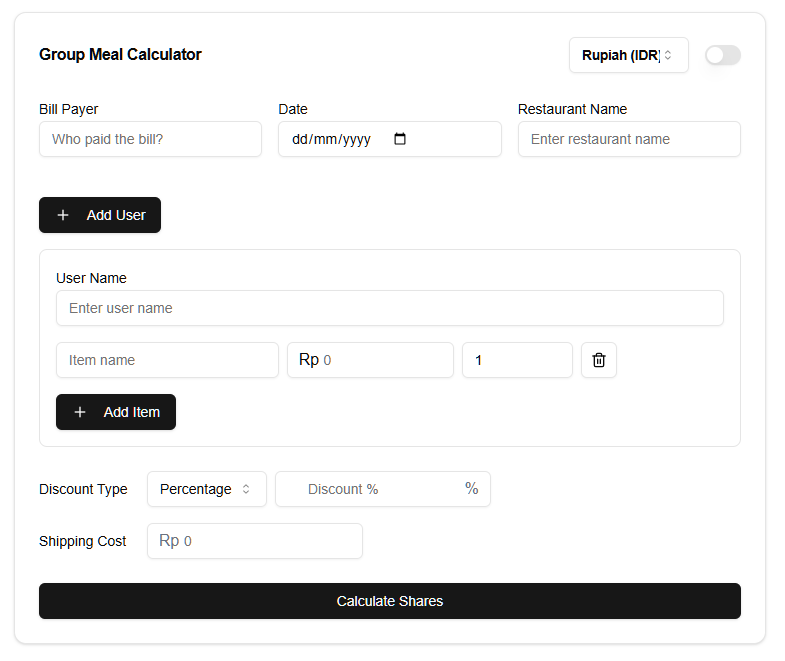 Group Meal Calculator
Rupiah (IDR)
Bill Payer
Date
Restaurant Name
Who paid the bill?
dd/mm/yyyy
Enter restaurant name
+ Add User
User Name
Enter user name
Item name
Rp 0
1
+ Add Item
Discount Type
Percentage
Discount %
%
Shipping Cost
Rp 0
Calculate Shares